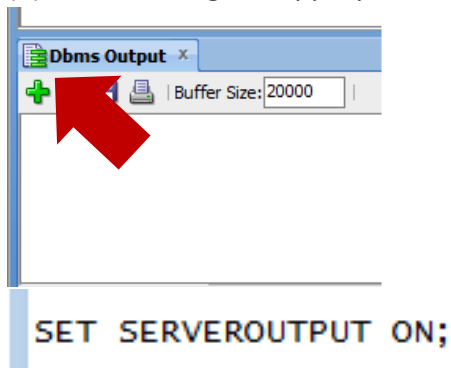 Dbms Output ×
Buffer Size: 20000
SET SERVEROUTPUT ON;